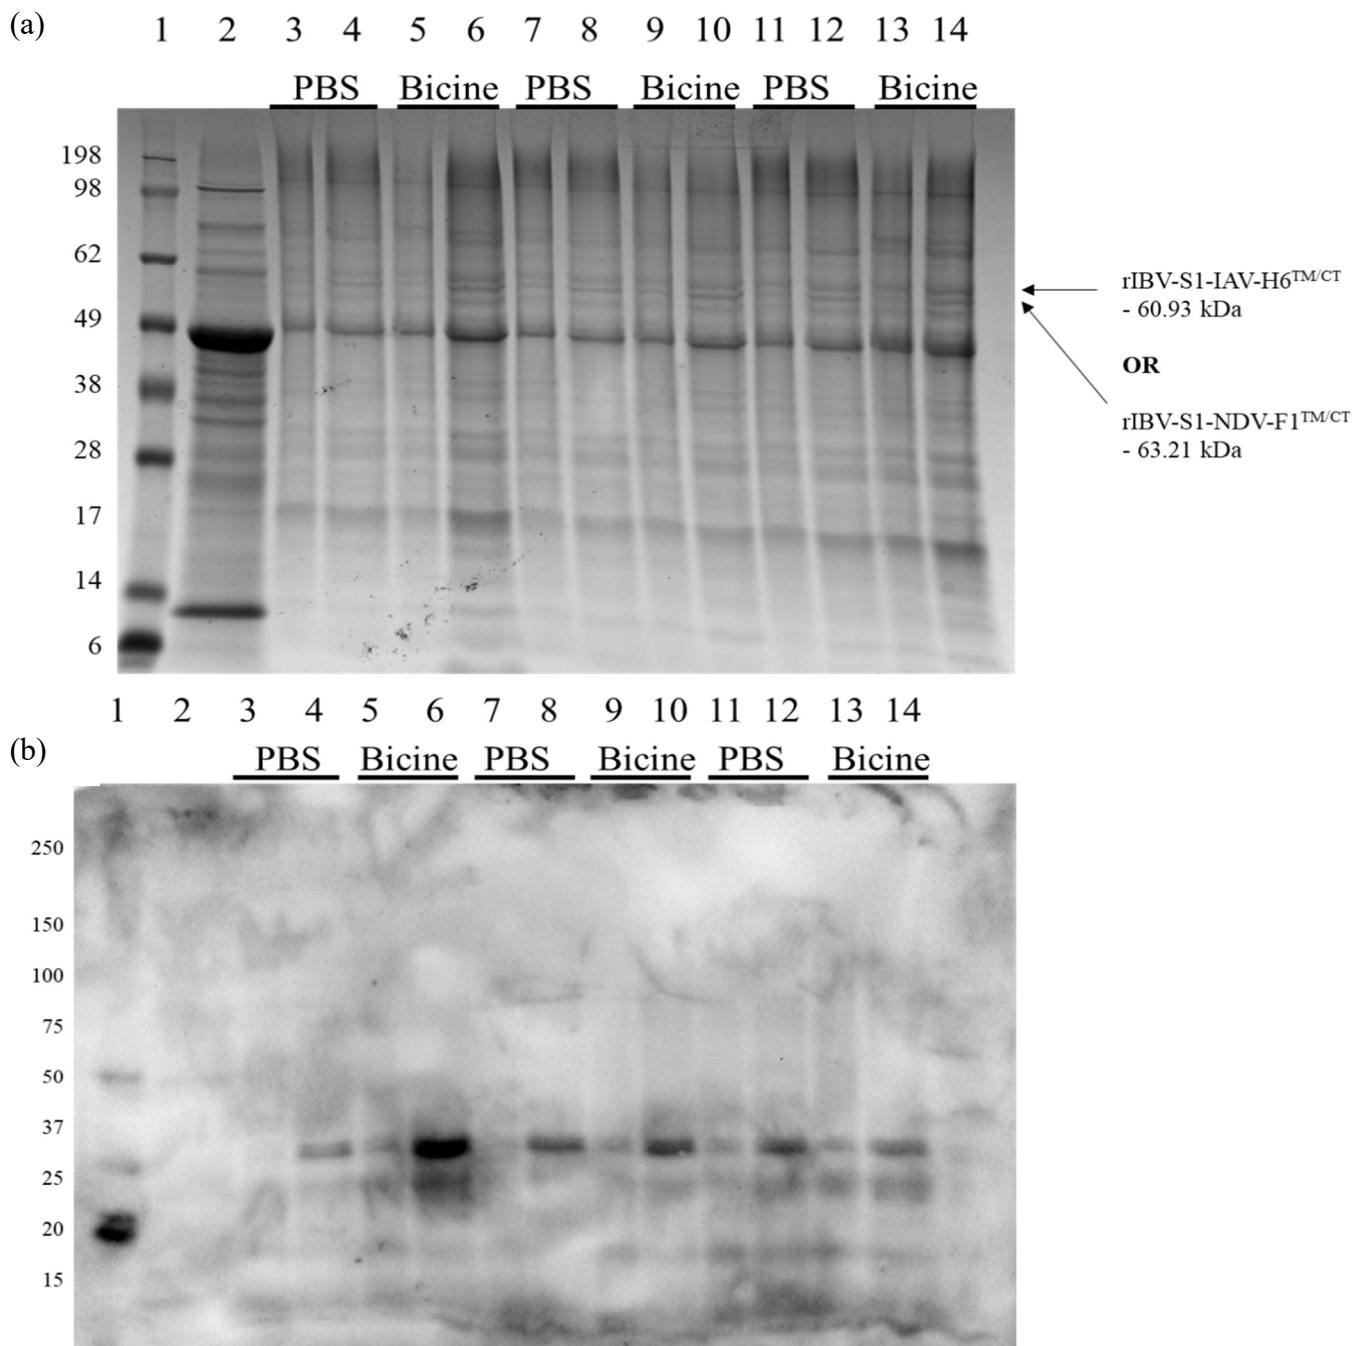 (a)
1 2 3 4 5 6 7 8 9 10 11 12 13 14
PBS Bicine PBS Bicine PBS Bicine
198
98
62
49
38
28
17
14
6
rIBV-S1-IAV-H6TM/CT
- 60.93 kDa
OR
rIBV-S1-NDV-F1TM/CT
- 63.21 kDa
1 2 3 4 5 6 7 8 9 10 11 12 13 14
(b)
PBS Bicine PBS Bicine PBS Bicine
250
150
100
75
50
37
25
20
15